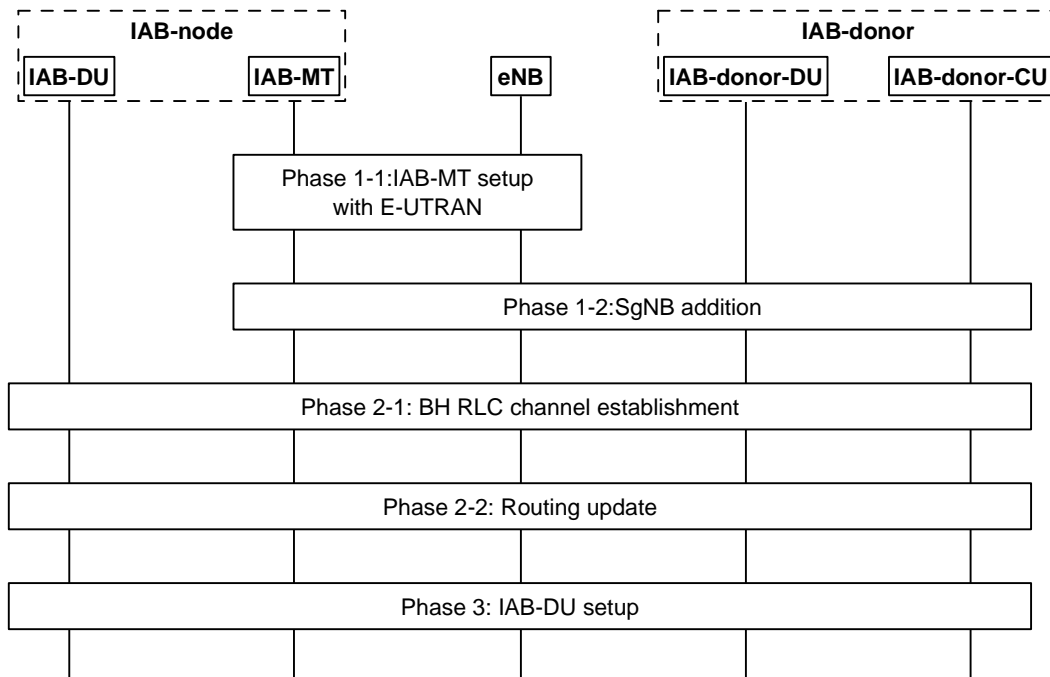 IAB-node
IAB-donor
IAB-DU
IAB-MT
eNB
IAB-donor-DU
IAB-donor-CU
Phase 1-1:IAB-MT setup
with E-UTRAN
Phase 1-2:SgNB addition
Phase 2-1: BH RLC channel establishment
Phase 2-2: Routing update
Phase 3: IAB-DU setup